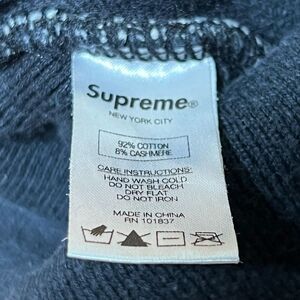 Supreme®
NEW YORK CITY
92% COTTON
8% CASHMERE
CARE INSTRUCTIONS:
HAND WASH COLD
DO NOT BLEACH
DRY FLAT
DO NOT IRON
MADE IN CHINA
RN 101837